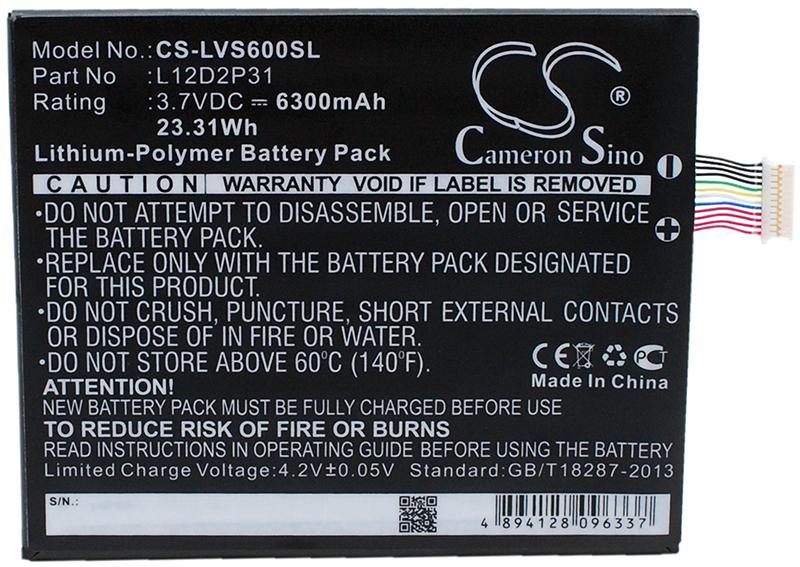 Model No.: CS-LVS600SL
Part No : L12D2P31
Rating : 3.7VDC ⎓ 6300mAh
23.31Wh
Lithium-Polymer Battery Pack
CS ®
Cameron Sino
CAUTION WARRANTY VOID IF LABEL IS REMOVED
•DO NOT ATTEMPT TO DISASSEMBLE, OPEN OR SERVICE
THE BATTERY PACK.
•REPLACE ONLY WITH THE BATTERY PACK DESIGNATED
FOR THIS PRODUCT.
•DO NOT CRUSH, PUNCTURE, SHORT EXTERNAL CONTACTS
OR DISPOSE OF IN FIRE OR WATER.
•DO NOT STORE ABOVE 60°C (140°F).
CE PCT
Made In China
ATTENTION!
NEW BATTERY PACK MUST BE FULLY CHARGED BEFORE USE
TO REDUCE RISK OF FIRE OR BURNS
READ INSTRUCTIONS IN OPERATING GUIDE BEFORE USING BATTERY
Limited Charge Voltage:4.2V±0.05V Standard:GB/T18287-2013
S/N.:
4 894128 096337